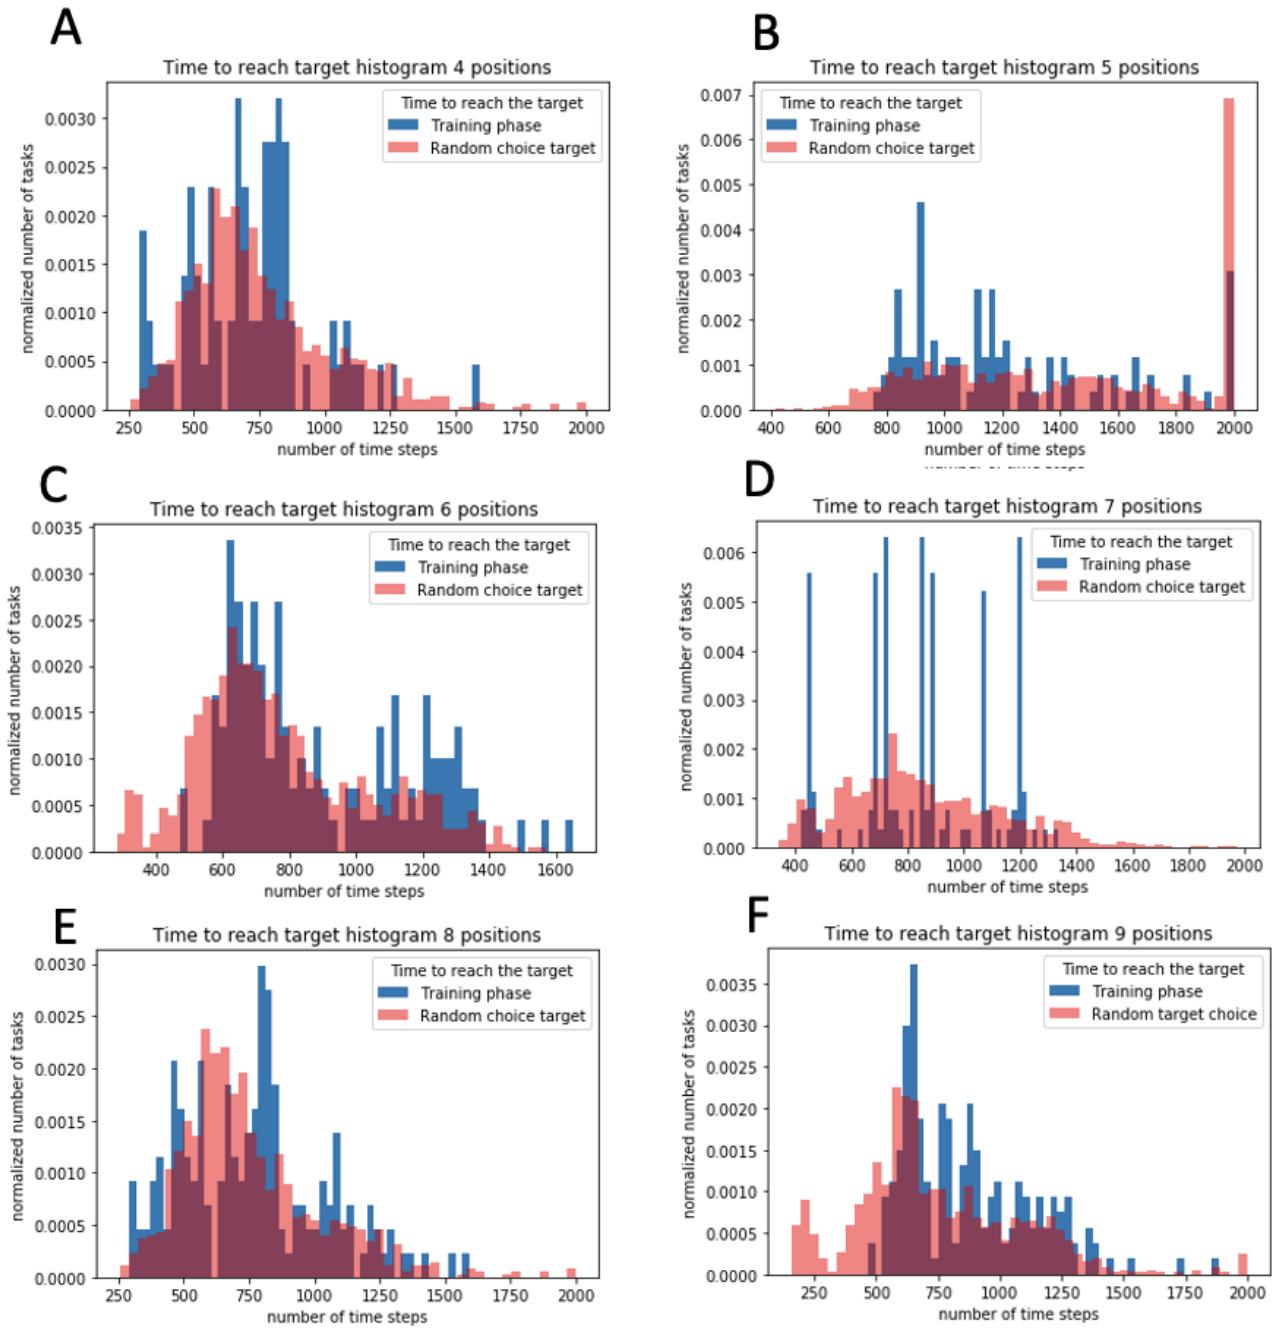 A
Time to reach target histogram 4 positions
Time to reach the target
Training phase
Random choice target
normalized number of tasks
0.0030
0.0025
0.0020
0.0015
0.0010
0.0005
0.0000
250 500 750 1000 1250 1500 1750 2000
number of time steps
B
Time to reach target histogram 5 positions
Time to reach the target
Training phase
Random choice target
normalized number of tasks
0.007
0.006
0.005
0.004
0.003
0.002
0.001
0.000
400 600 800 1000 1200 1400 1600 1800 2000
number of time steps
number of time steps
C
Time to reach target histogram 6 positions
Time to reach the target
Training phase
Random choice target
normalized number of tasks
0.0035
0.0030
0.0025
0.0020
0.0015
0.0010
0.0005
0.0000
400 600 800 1000 1200 1400 1600
number of time steps
D
Time to reach target histogram 7 positions
Time to reach the target
Training phase
Random choice target
normalized number of tasks
0.006
0.005
0.004
0.003
0.002
0.001
0.000
400 600 800 1000 1200 1400 1600 1800 2000
number of time steps
E
Time to reach target histogram 8 positions
Time to reach the target
Training phase
Random choice target
normalized number of tasks
0.0030
0.0025
0.0020
0.0015
0.0010
0.0005
0.0000
250 500 750 1000 1250 1500 1750 2000
number of time steps
F
Time to reach target histogram 9 positions
Time to reach the target
Training phase
Random target choice
normalized number of tasks
0.0035
0.0030
0.0025
0.0020
0.0015
0.0010
0.0005
0.0000
250 500 750 1000 1250 1500 1750 2000
number of time steps